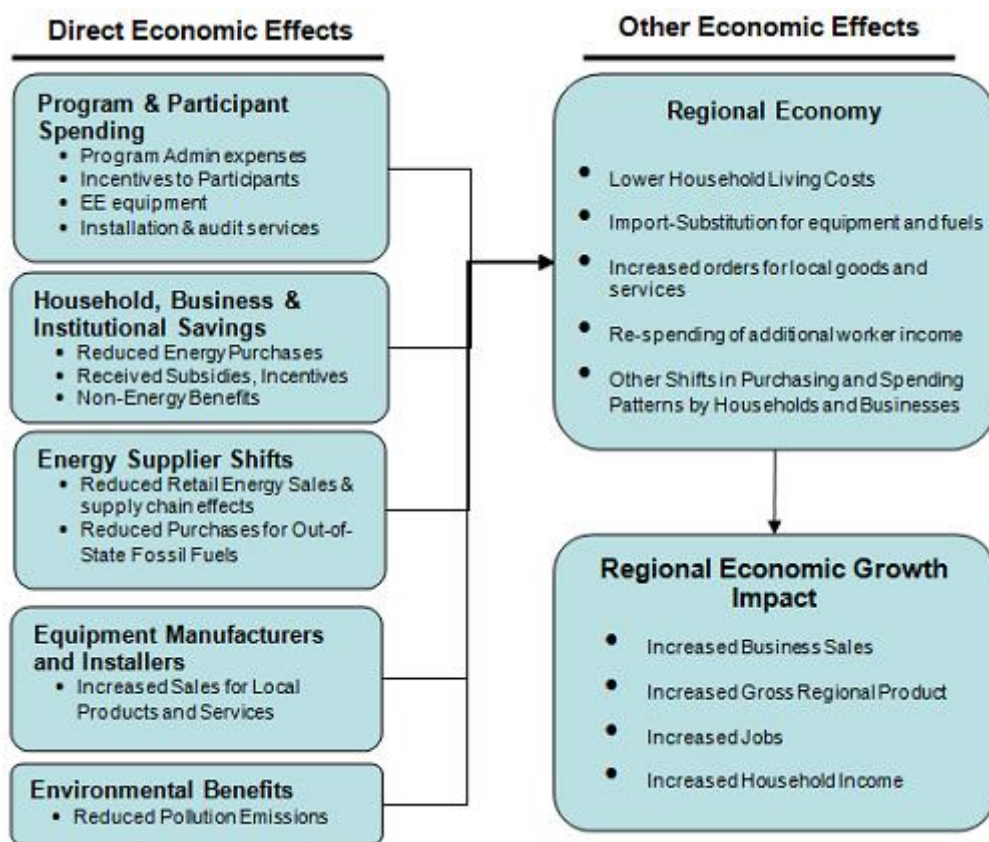 Direct Economic Effects
Program & Participant
Spending
• Program Admin expenses
• Incentives to Participants
• EE equipment
• Installation & audit services
Household, Business &
Institutional Savings
• Reduced Energy Purchases
• Received Subsidies, Incentives
• Non-Energy Benefits
Energy Supplier Shifts
• Reduced Retail Energy Sales &
supply chain effects
• Reduced Purchases for Out-of-
State Fossil Fuels
Equipment Manufacturers
and Installers
• Increased Sales for Local
Products and Services
Environmental Benefits
• Reduced Pollution Emissions
Other Economic Effects
Regional Economy
• Lower Household Living Costs
• Import-Substitution for equipment and fuels
• Increased orders for local goods and
services
• Re-spending of additional worker income
• Other Shifts in Purchasing and Spending
Patterns by Households and Businesses
Regional Economic Growth
Impact
• Increased Business Sales
• Increased Gross Regional Product
• Increased Jobs
• Increased Household Income